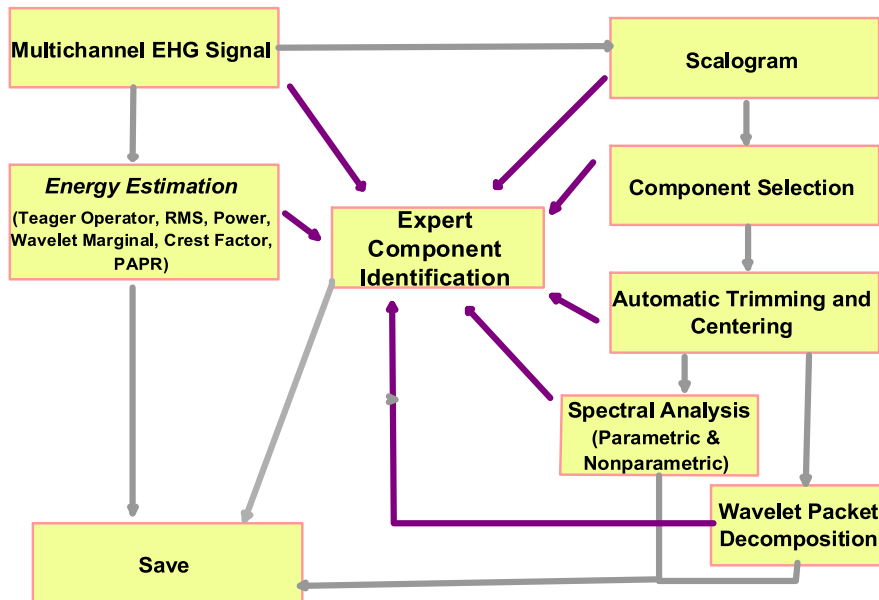 Multichannel EHG Signal
Scalogram
Energy Estimation
(Teager Operator, RMS, Power,
Wavelet Marginal, Crest Factor,
PAPR)
Expert
Component
Identification
Component Selection
Automatic Trimming and
Centering
Spectral Analysis
(Parametric &
Nonparametric)
Wavelet Packet
Decomposition
Save